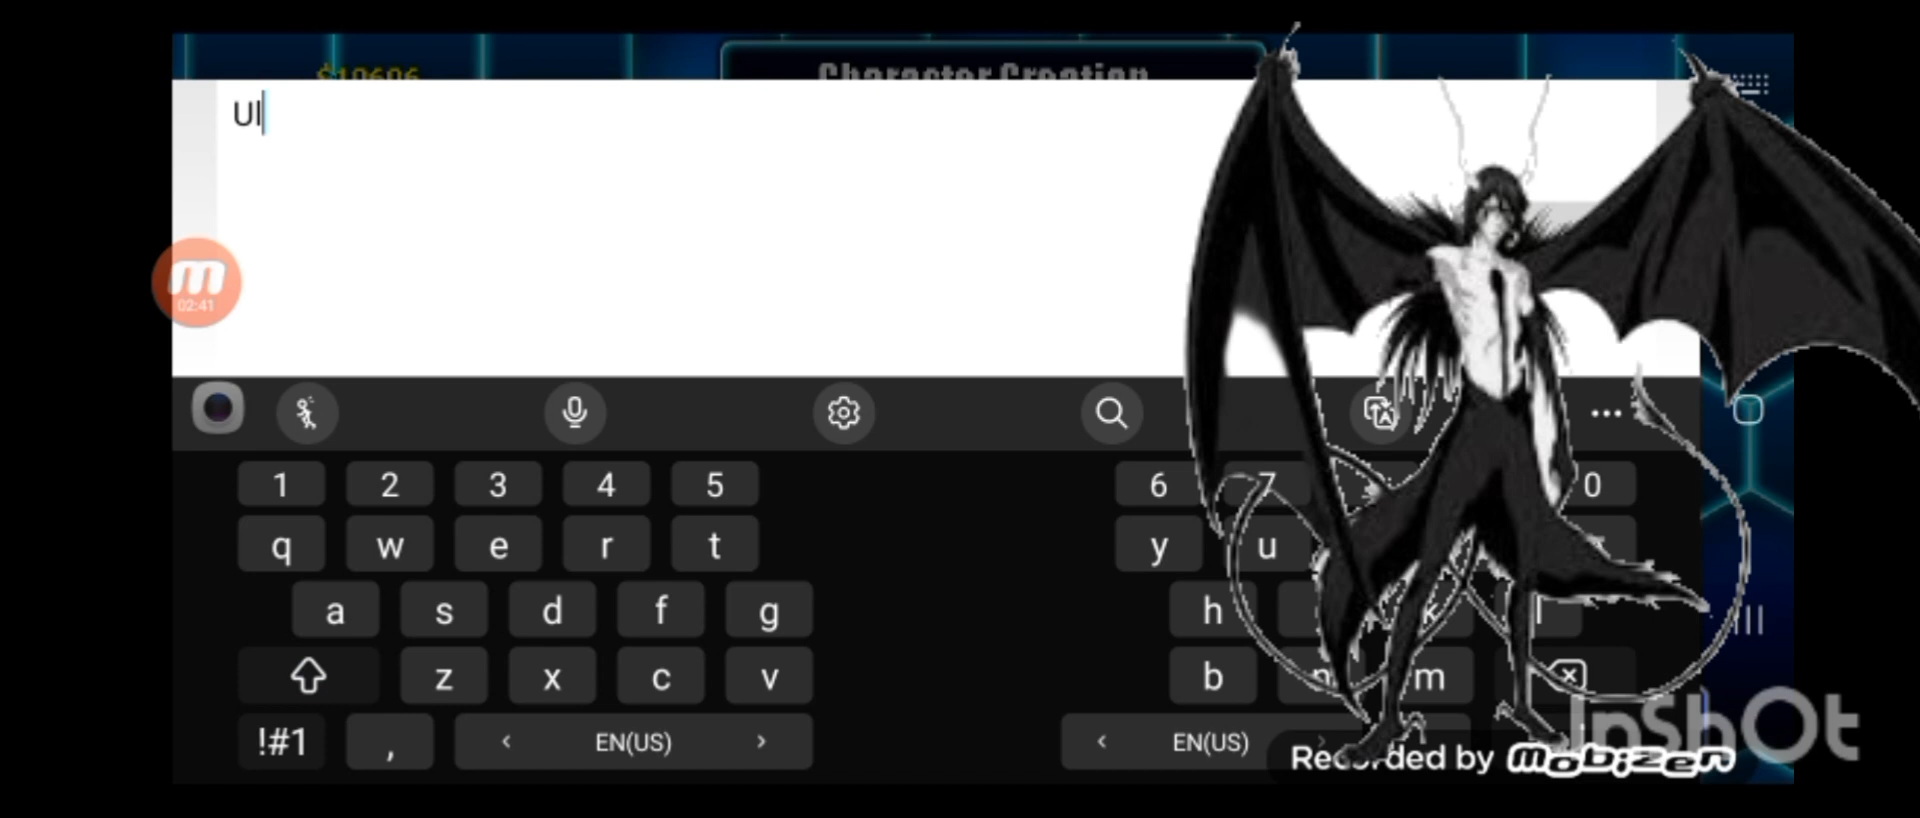 $10606
Character Creation
Ul
m
02:41
1 2 3 4 5 6 7 0
q w e r t y u
a s d f g h k l
z x c v b n m
!#1 , EN(US) EN(US)
InShOt
Recorded by mobizen